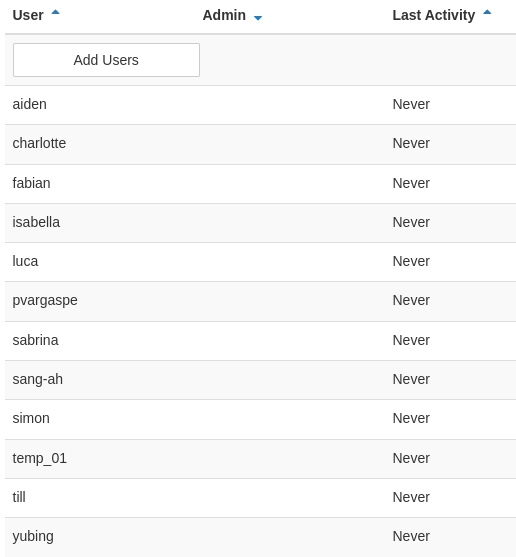 User Admin Last Activity
Add Users
aiden Never
charlotte Never
fabian Never
isabella Never
luca Never
pvargaspe Never
sabrina Never
sang-ah Never
simon Never
temp_01 Never
till Never
yubing Never